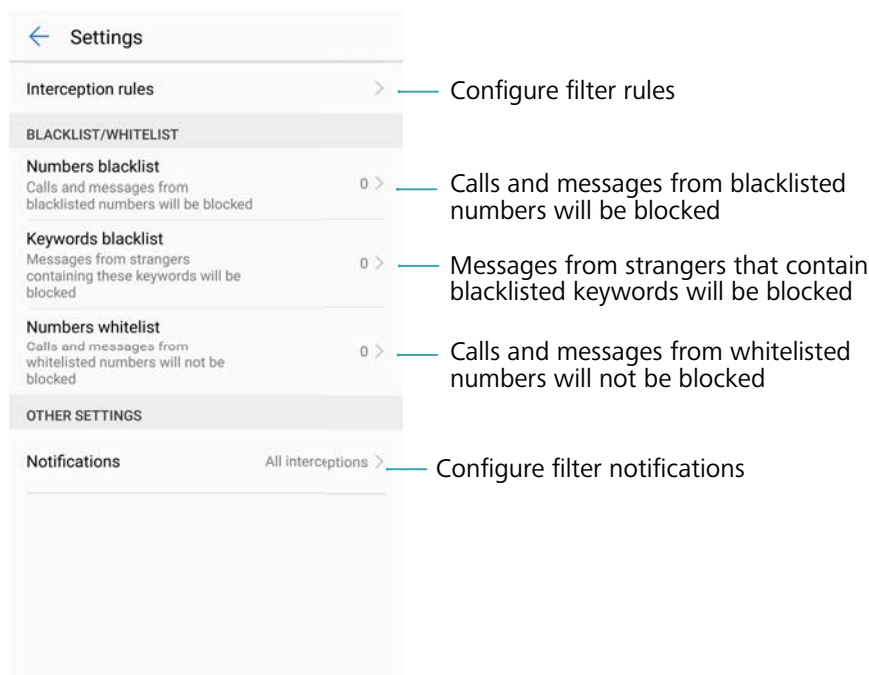 Settings
Interception rules
Configure filter rules
BLACKLIST/WHITELIST
Numbers blacklist
Calls and messages from
blacklisted numbers will be blocked
0
Calls and messages from blacklisted
numbers will be blocked
Keywords blacklist
Messages from strangers
containing these keywords will be
blocked
0
Messages from strangers that contain
blacklisted keywords will be blocked
Numbers whitelist
Calls and messages from
whitelisted numbers will not be
blocked
0
Calls and messages from whitelisted
numbers will not be blocked
OTHER SETTINGS
Notifications
All interceptions
Configure filter notifications